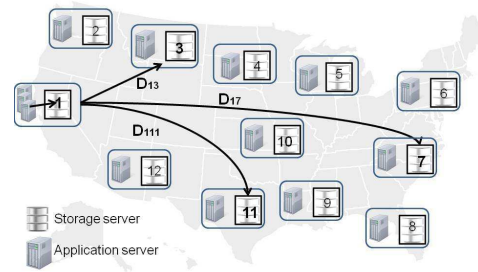 2
3
4
5
6
1
D13
D17
D111
7
10
12
11
9
8
Storage server
Application server